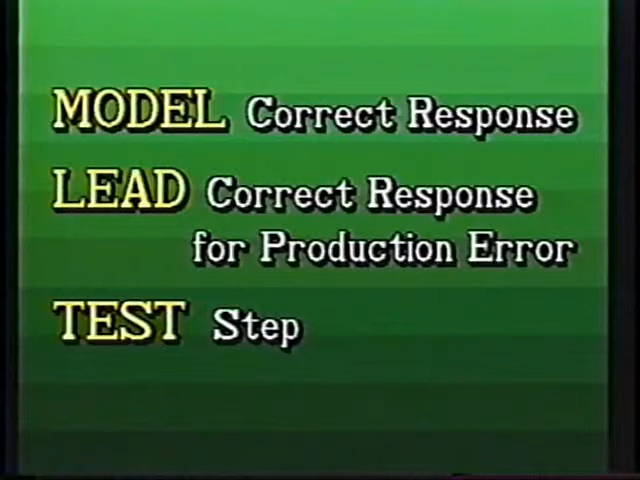 MODEL Correct Response
LEAD Correct Response
for Production Error
TEST Step